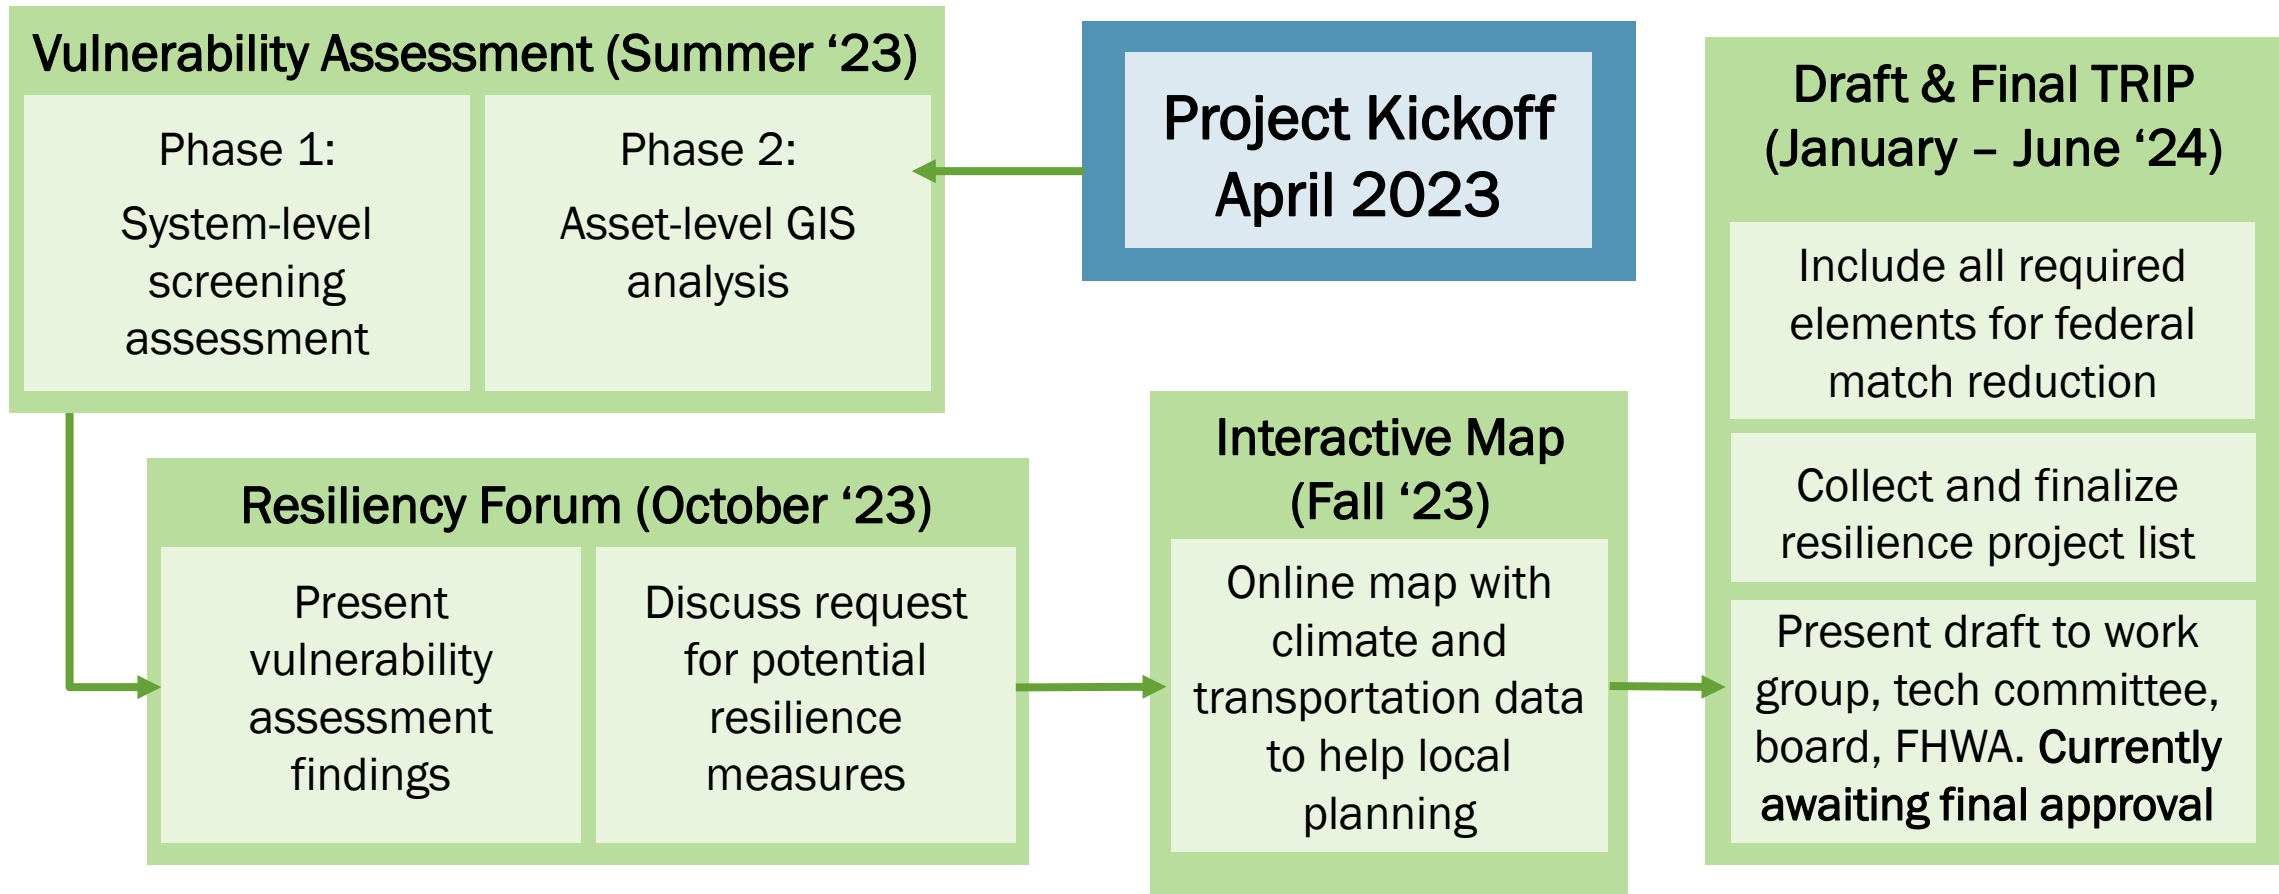 Vulnerability Assessment (Summer ‘23)
Phase 1:
System-level
screening
assessment
Phase 2:
Asset-level GIS
analysis
Project Kickoff
April 2023
Resiliency Forum (October ‘23)
Present
vulnerability
assessment
findings
Discuss request
for potential
resilience
measures
Interactive Map
(Fall ‘23)
Online map with
climate and
transportation data
to help local
planning
Draft & Final TRIP
(January – June ‘24)
Include all required
elements for federal
match reduction
Collect and finalize
resilience project list
Present draft to work
group, tech committee,
board, FHWA. Currently
awaiting final approval